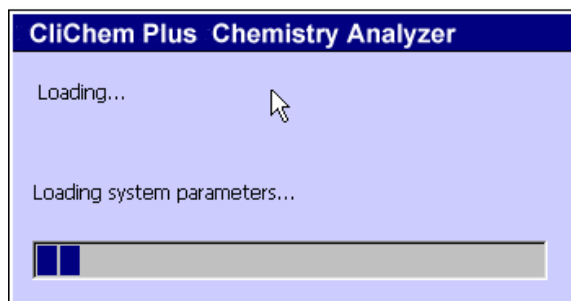 CliChem Plus Chemistry Analyzer
Loading...
Loading system parameters...